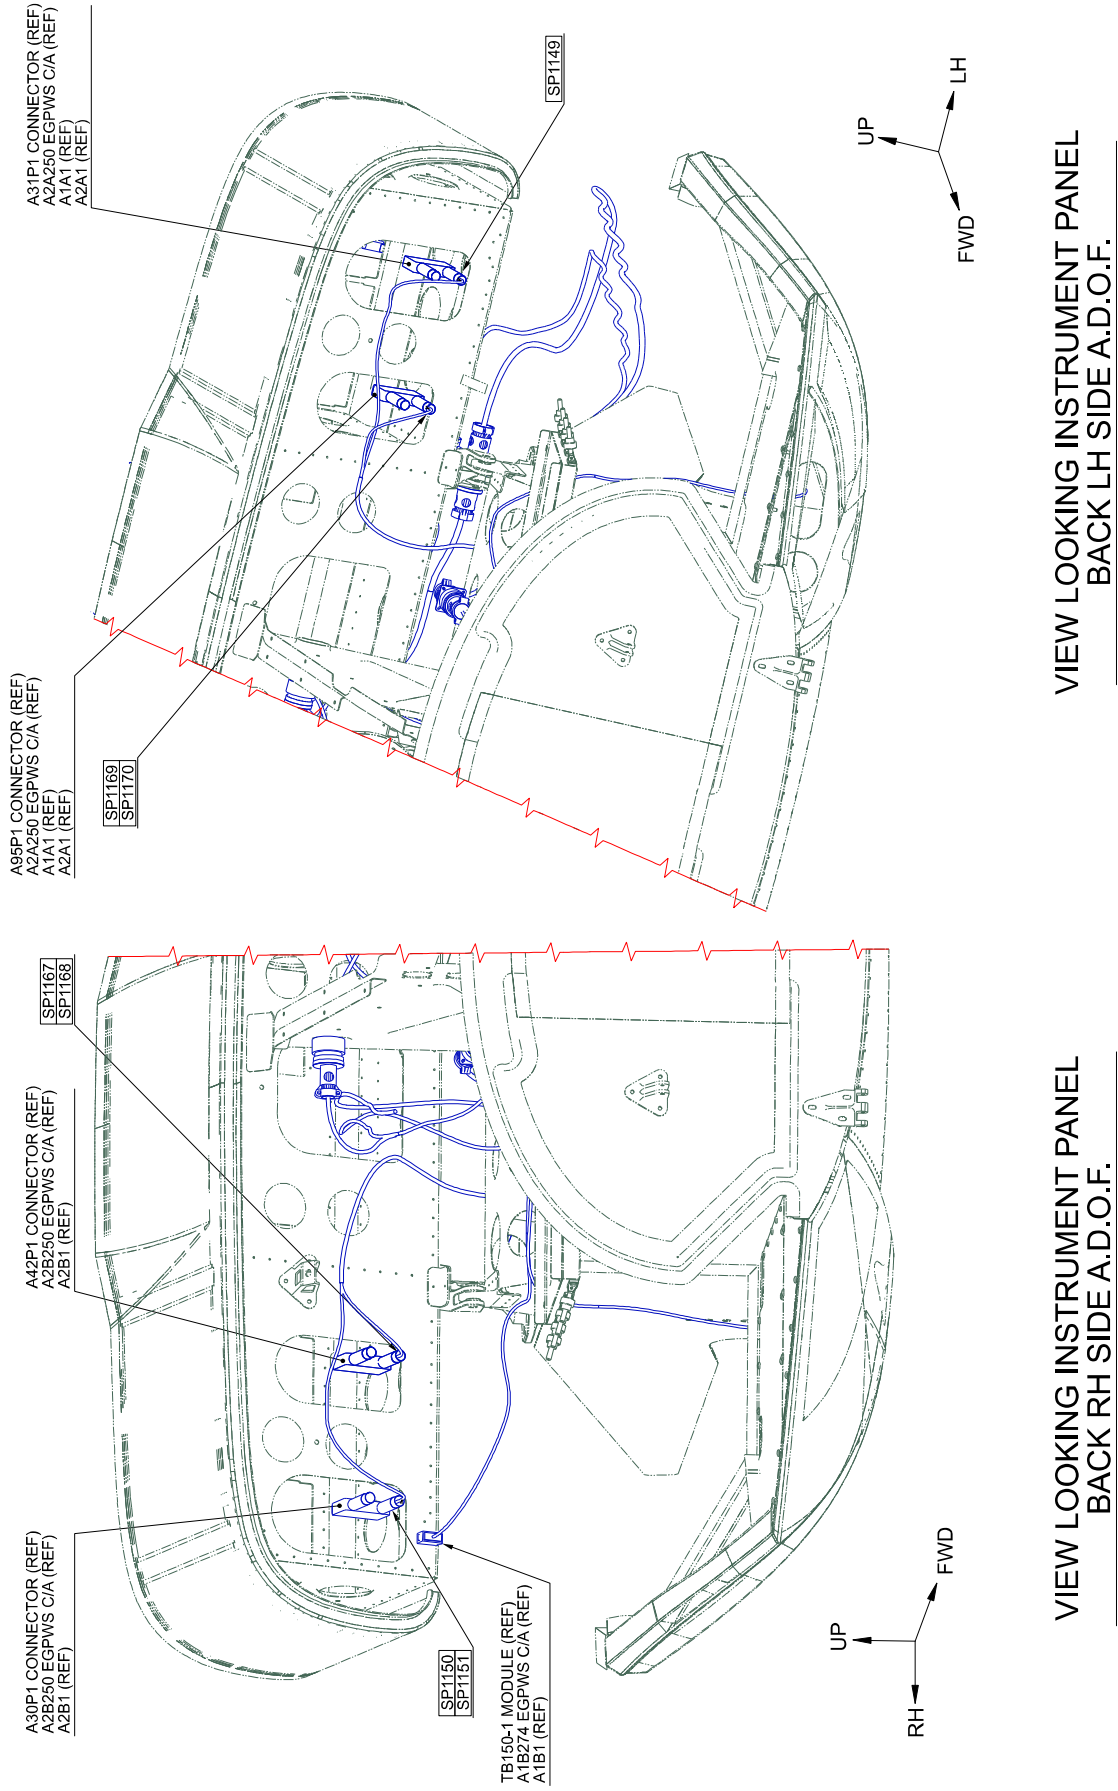 A30P1 CONNECTOR (REF)
A2B250 EGPWS C/A (REF)
A2B1 (REF)
A42P1 CONNECTOR (REF)
A2B250 EGPWS C/A (REF)
A2B1 (REF)
SP1167
SP1168
SP1150
SP1151
TB150-1 MODULE (REF)
A1B274 EGPWS C/A (REF)
A1B1 (REF)
UP
RH
FWD
VIEW LOOKING INSTRUMENT PANEL
BACK RH SIDE A.D.O.F.
A95P1 CONNECTOR (REF)
A2A250 EGPWS C/A (REF)
A1A1 (REF)
A2A1 (REF)
SP1169
SP1170
A31P1 CONNECTOR (REF)
A2A250 EGPWS C/A (REF)
A1A1 (REF)
A2A1 (REF)
SP1149
UP
LH
FWD
VIEW LOOKING INSTRUMENT PANEL
BACK LH SIDE A.D.O.F.